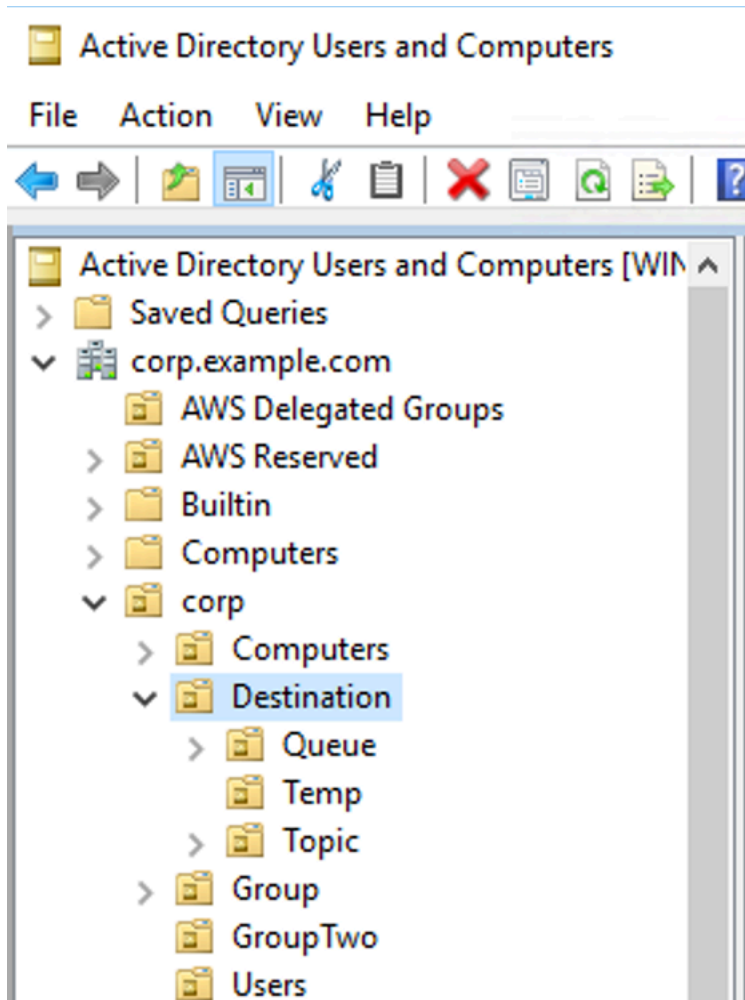 Active Directory Users and Computers
File Action View Help
?
Active Directory Users and Computers [WIN
Saved Queries
corp.example.com
AWS Delegated Groups
AWS Reserved
Builtin
Computers
corp
Computers
Destination
Queue
Temp
Topic
Group
GroupTwo
Users